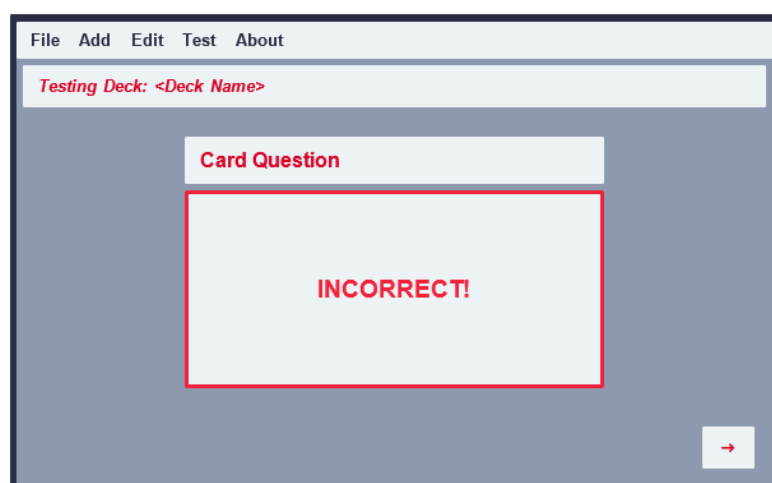 File Add Edit Test About
Testing Deck: <Deck Name>
Card Question
INCORRECT!
→